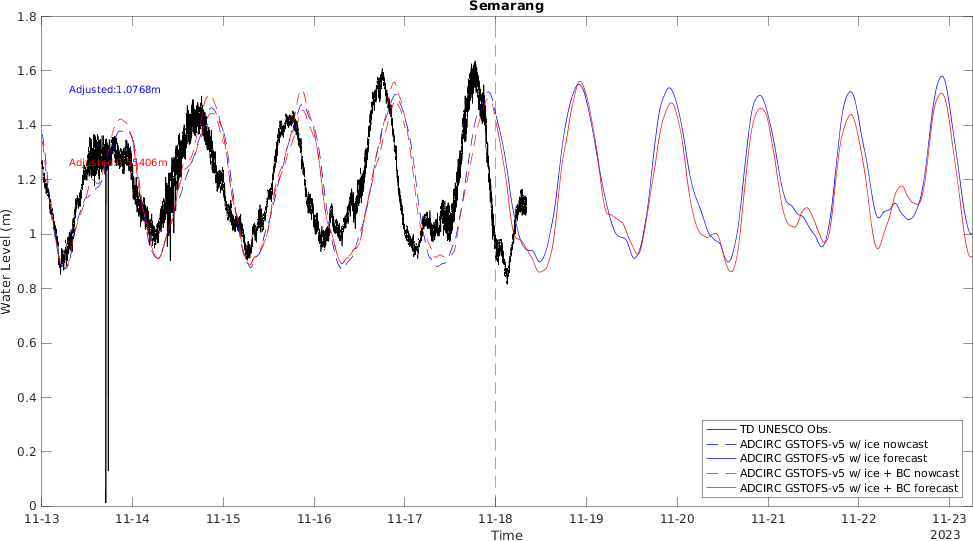 Semarang
1.8
1.6
1.4
1.2
1
0.8
0.6
0.4
0.2
0
Water Level (m)
Adjusted:1.0768m
5406m
TD UNESCO Obs.
ADCIRC GSTOFS-v5 w/ ice nowcast
ADCIRC GSTOFS-v5 w/ ice forecast
ADCIRC GSTOFS-v5 w/ ice + BC nowcast
ADCIRC GSTOFS-v5 w/ ice + BC forecast
11-13 11-14 11-15 11-16 11-17 11-18 11-19 11-20 11-21 11-22 11-23
2023
Time